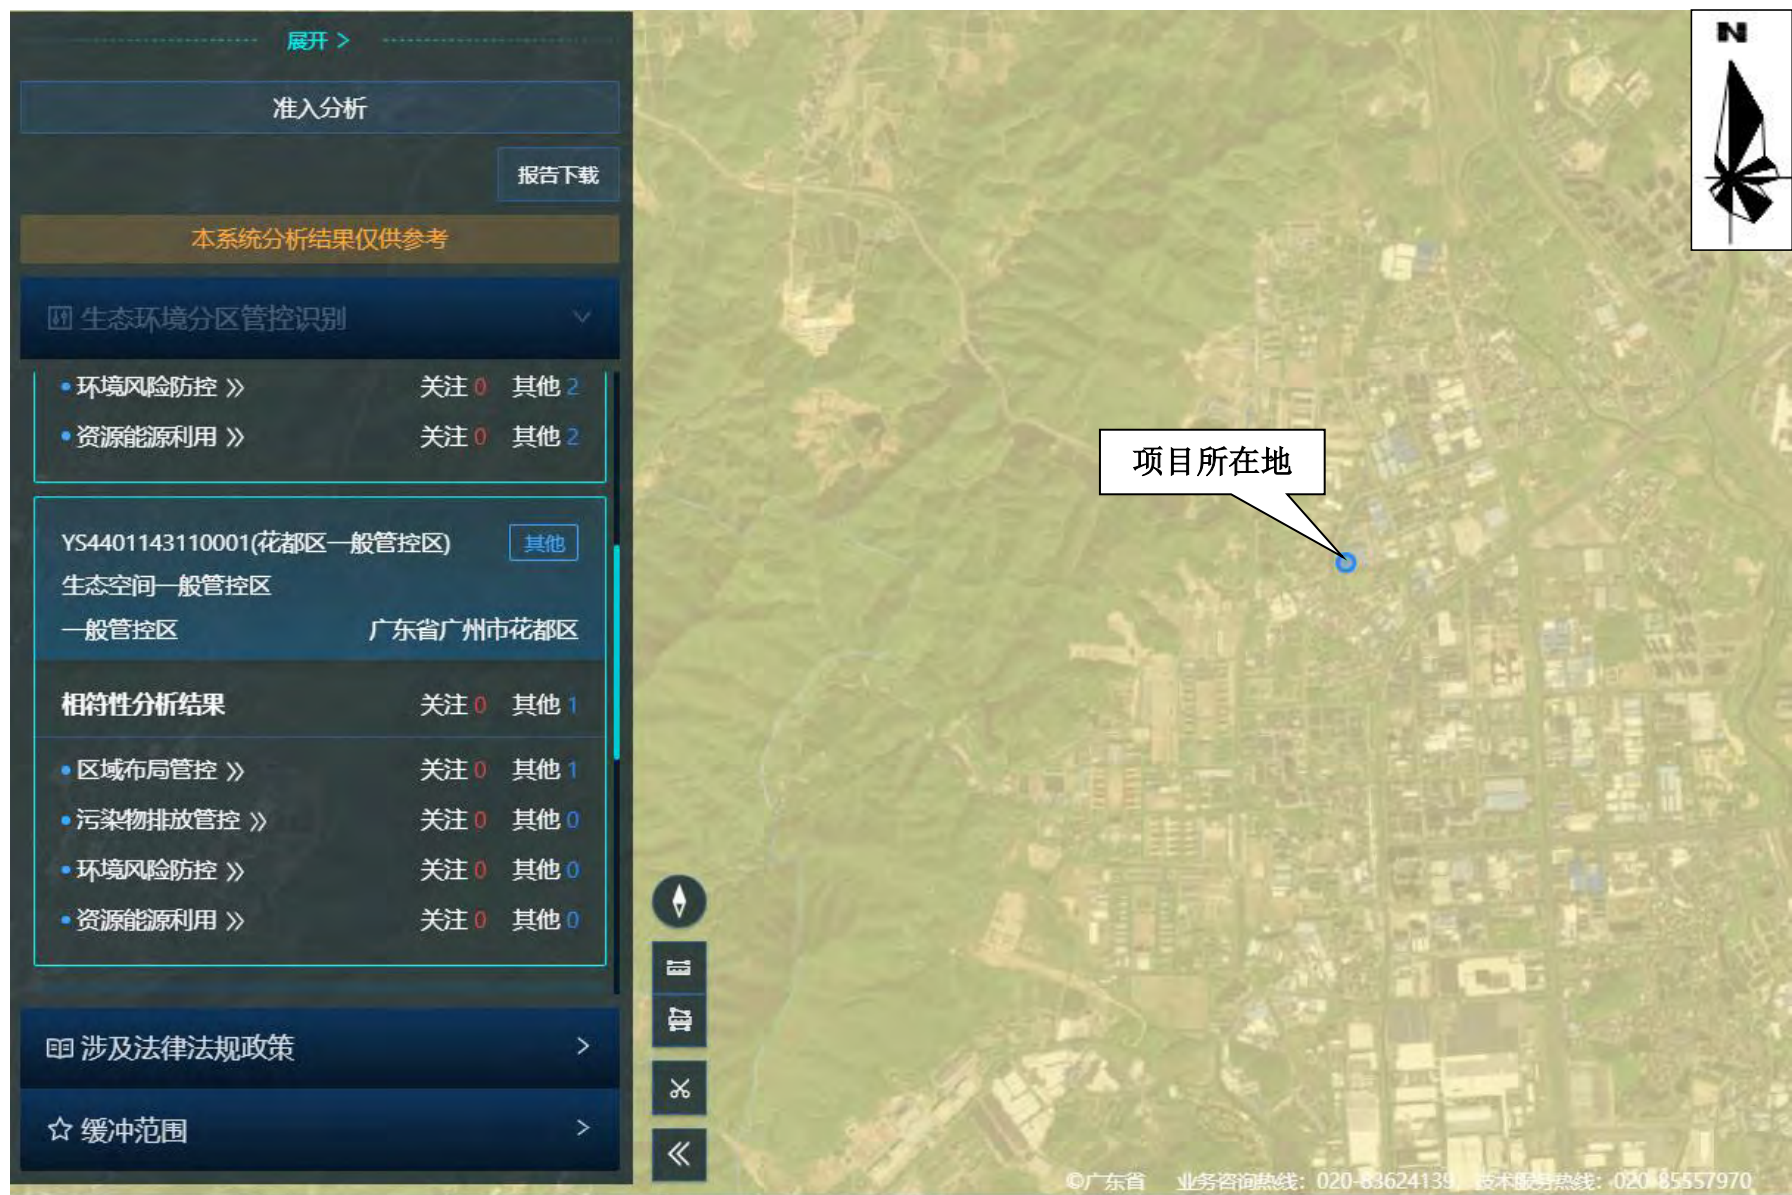 展开 >
准入分析
报告下载
本系统分析结果仅供参考
生态环境分区管控识别
环境风险防控 》 关注 0 其他 2
资源能源利用 》 关注 0 其他 2
YS4401143110001(花都区一般管控区) 其他
生态空间一般管控区
一般管控区 广东省广州市花都区
相符性分析结果 关注 0 其他 1
区域布局管控 》 关注 0 其他 1
污染物排放管控 》 关注 0 其他 0
环境风险防控 》 关注 0 其他 0
资源能源利用 》 关注 0 其他 0
涉及法律法规政策 >
缓冲范围 >
N
项目所在地
©广东省 业务咨询热线：020-83624139, 技术服务热线：020-85557970